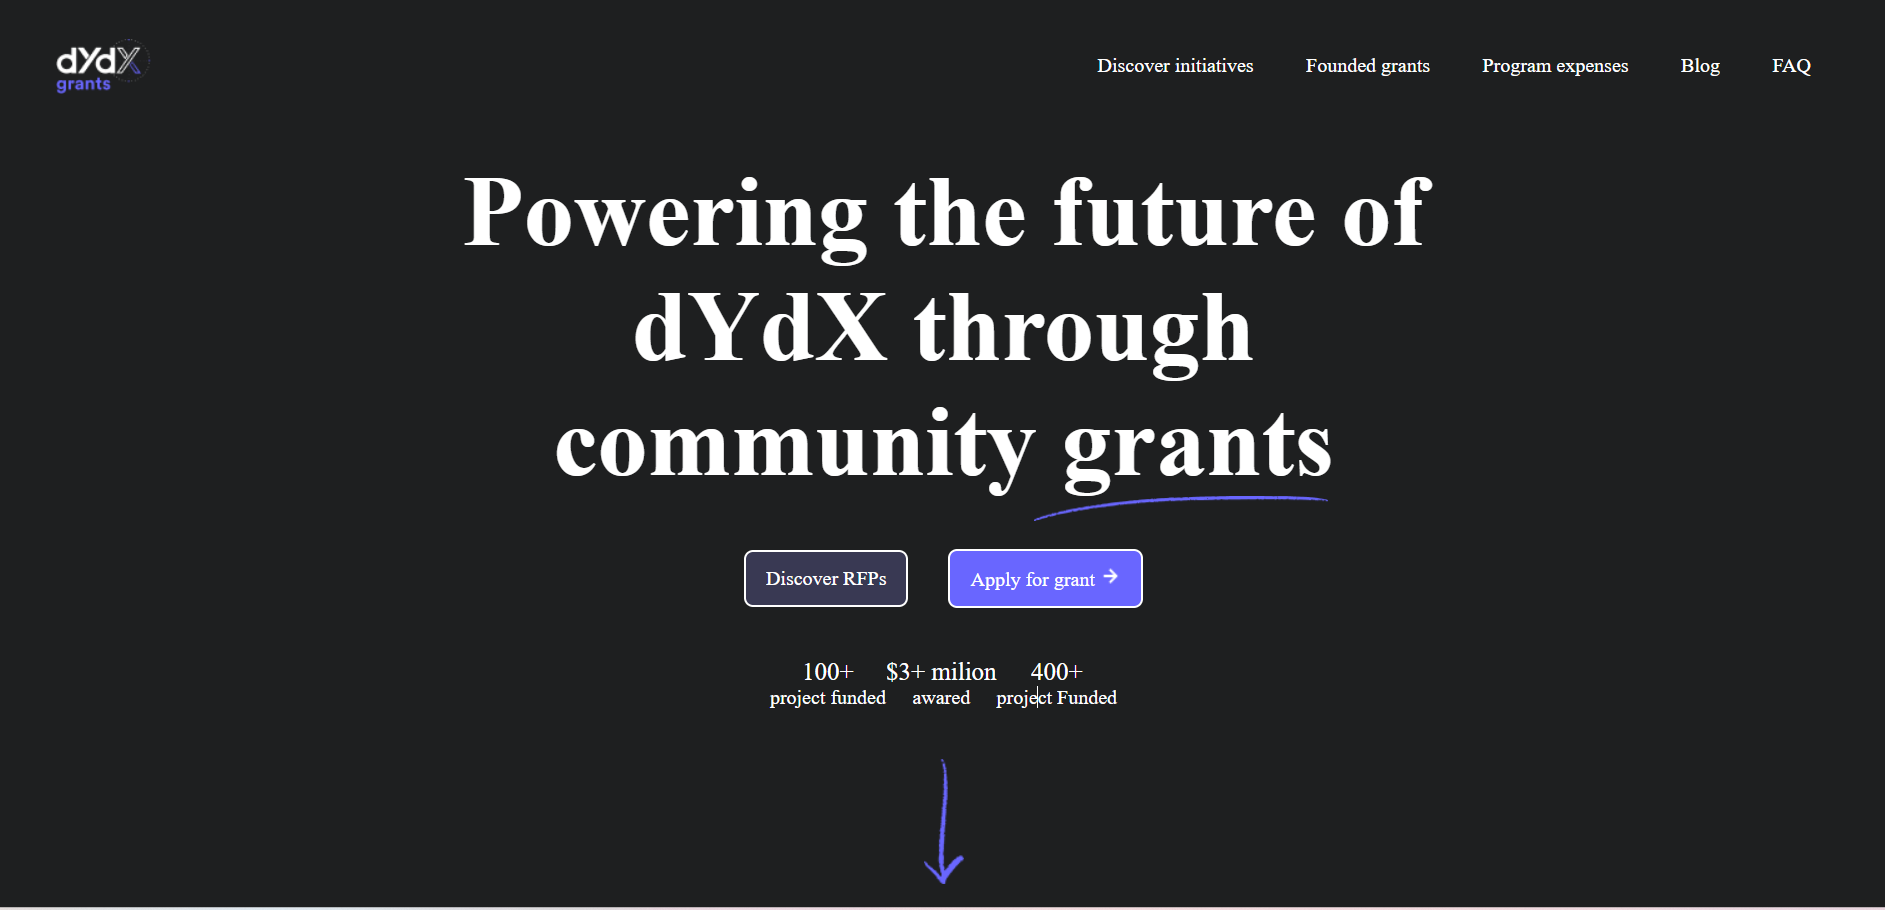 dYdX
grants
Discover initiatives Founded grants Program expenses Blog FAQ
Powering the future of
dYdX through
community grants
Discover RFPs Apply for grant
100+ $3+ milion 400+
project funded awared project Funded